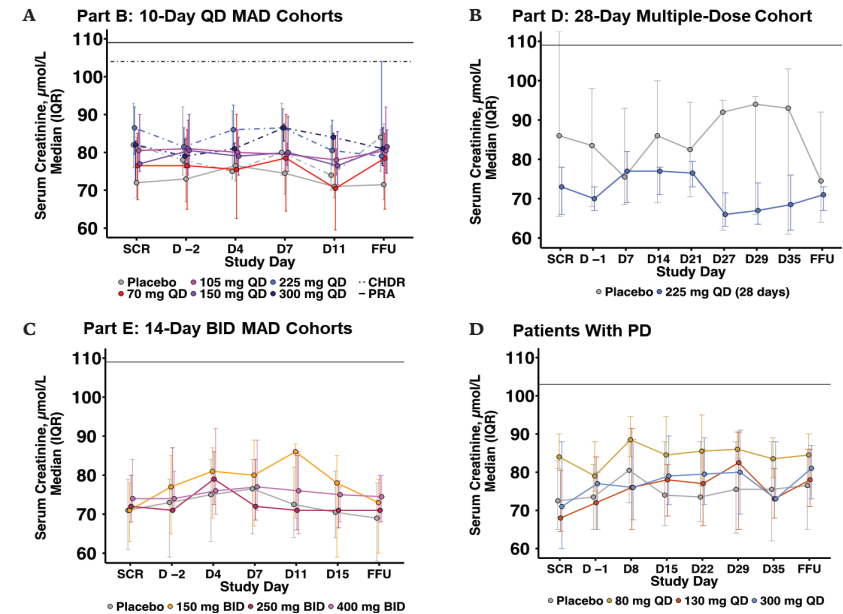 A
Part B: 10-Day QD MAD Cohorts
Serum Creatinine, μmol/L
Median (IQR)
110
100
90
80
70
60
SCR D −2 D4 D7 D11 FFU
Study Day
Placebo 105 mg QD 225 mg QD CHDR
70 mg QD 150 mg QD 300 mg QD PRA
B
Part D: 28-Day Multiple-Dose Cohort
Serum Creatinine, μmol/L
Median (IQR)
110
100
90
80
70
60
SCR D −1 D7 D14 D21 D27 D29 D35 FFU
Study Day
Placebo 225 mg QD (28 days)
C
Part E: 14-Day BID MAD Cohorts
Serum Creatinine, μmol/L
Median (IQR)
110
100
90
80
70
60
SCR D −2 D4 D7 D11 D15 FFU
Study Day
Placebo 150 mg BID 250 mg BID 400 mg BID
D
Patients With PD
Serum Creatinine, μmol/L
Median (IQR)
110
100
90
80
70
60
SCR D −1 D8 D15 D22 D29 D35 FFU
Study Day
Placebo 80 mg QD 130 mg QD 300 mg QD